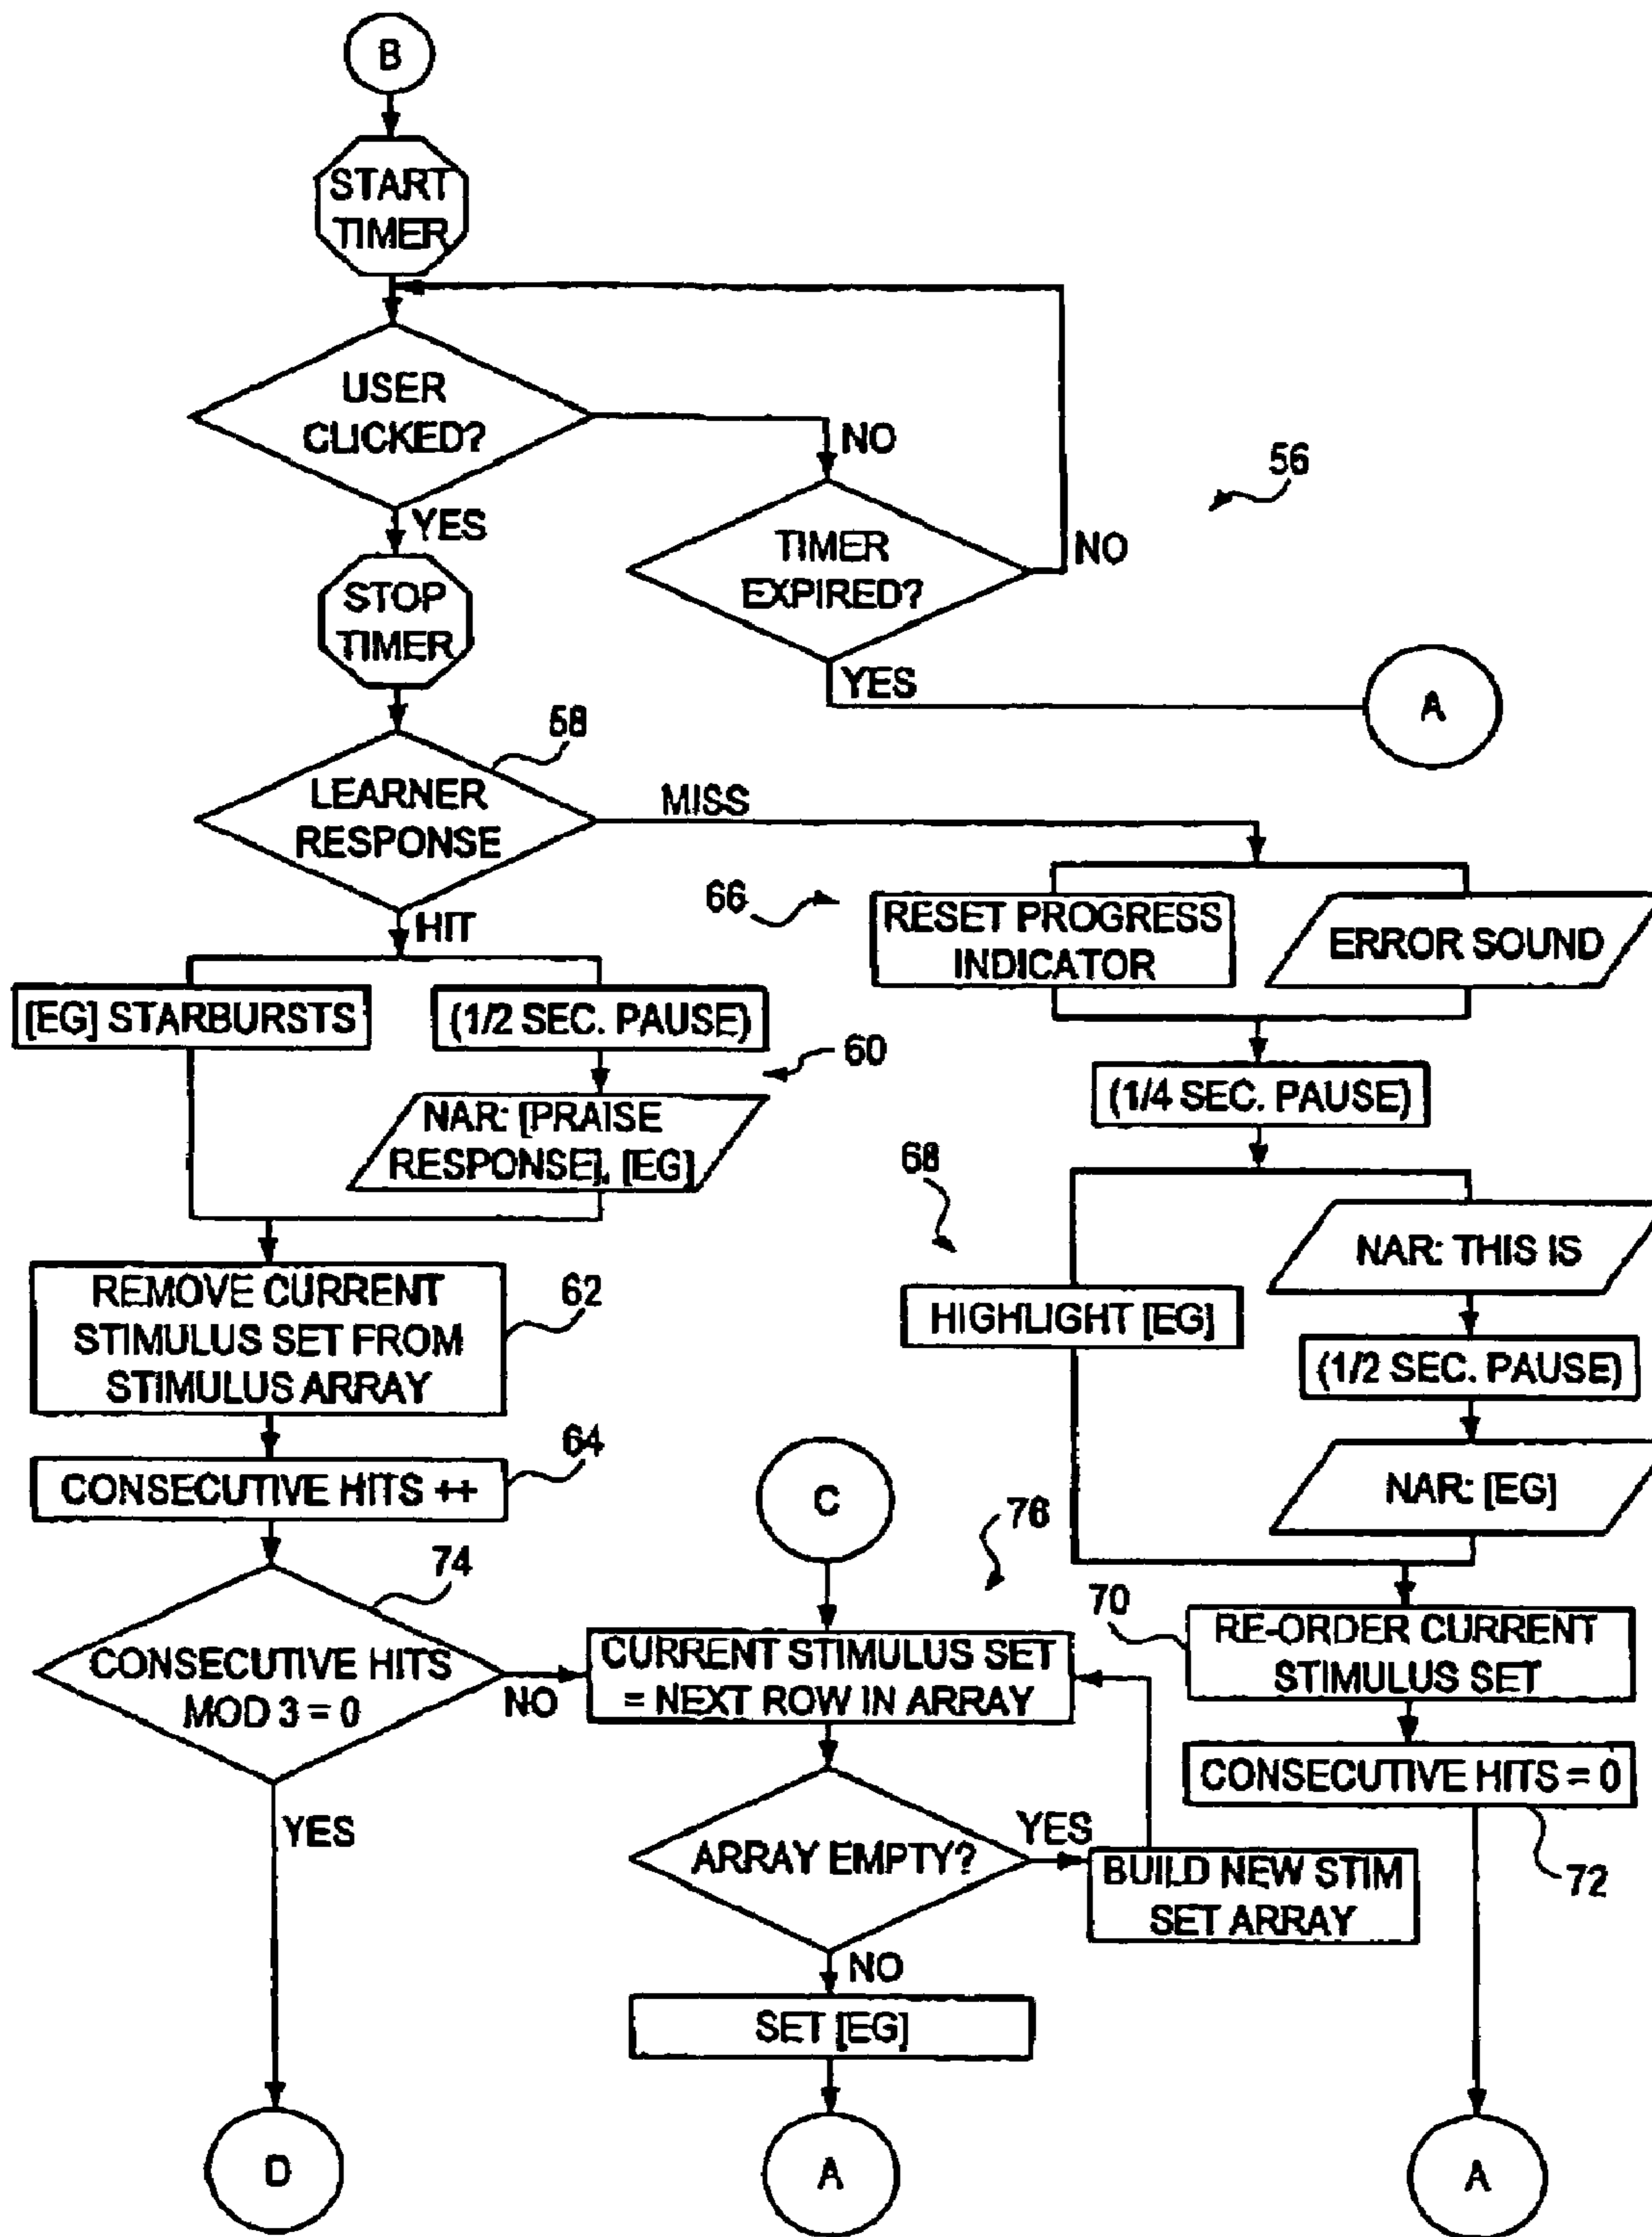 B
START
TIMER
USER
CLICKED?
NO
56
YES
TIMER
EXPIRED?
NO
STOP
TIMER
YES
A
58
LEARNER
RESPONSE
MISS
HIT
66
RESET PROGRESS
INDICATOR
ERROR SOUND
[EG] STARBURSTS
(1/2 SEC. PAUSE)
60
(1/4 SEC. PAUSE)
NAR: [PRAISE
RESPONSE], [EG]
68
NAR: THIS IS
REMOVE CURRENT
STIMULUS SET FROM
STIMULUS ARRAY
62
HIGHLIGHT [EG]
(1/2 SEC. PAUSE)
64
CONSECUTIVE HITS ++
C
NAR: [EG]
76
74
CONSECUTIVE HITS
MOD 3 = 0
NO
CURRENT STIMULUS SET
= NEXT ROW IN ARRAY
70
RE-ORDER CURRENT
STIMULUS SET
CONSECUTIVE HITS = 0
YES
ARRAY EMPTY?
YES
BUILD NEW STIM
SET ARRAY
72
NO
SET [EG]
D
A
A